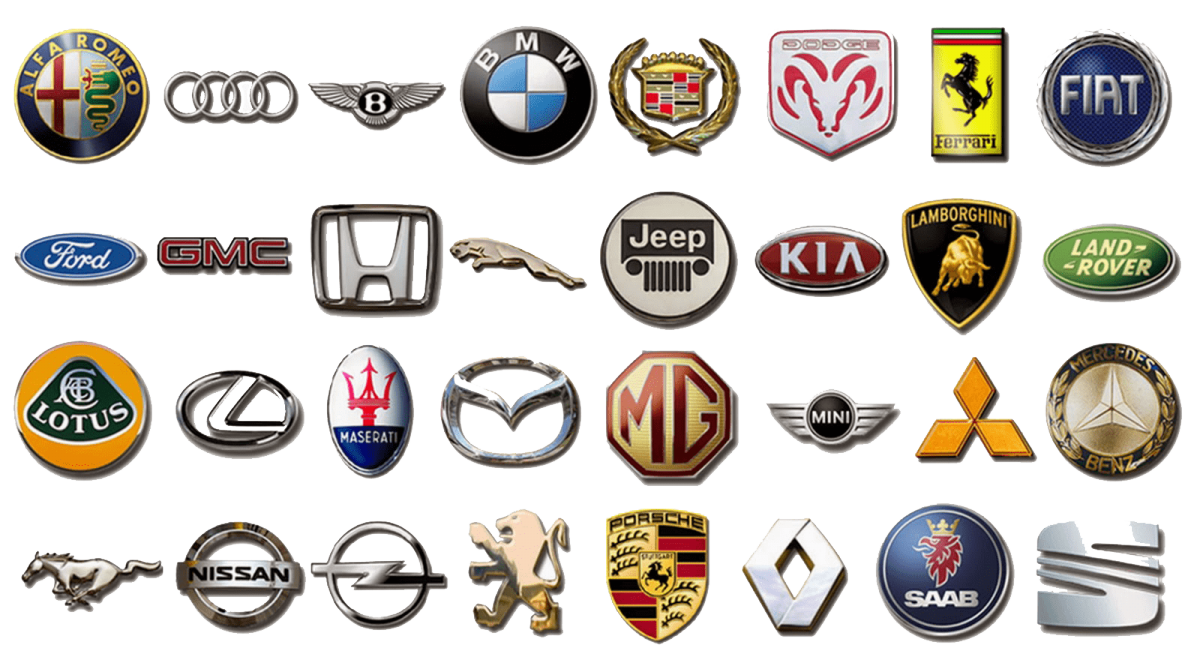 ALFA ROMEO
B
BMW
DODGE
Ferrari
FIAT
Ford
GMC
Jeep
KIA
LAMBORGHINI
LAND-
-ROVER
LOTUS
MASERATI
MG
MINI
MERCEDES
BENZ
NISSAN
PORSCHE
STUTTGART
SAAB